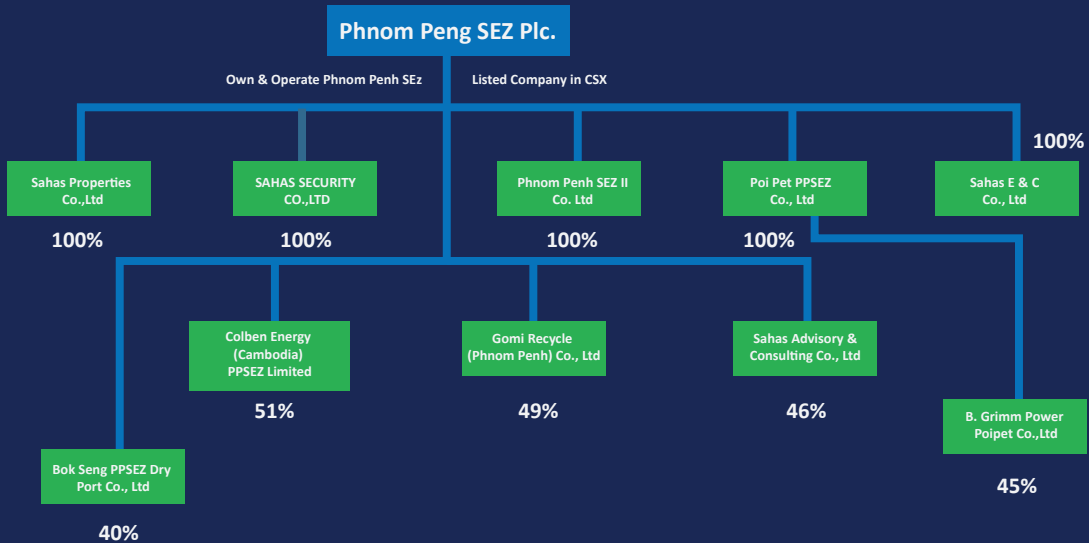 Phnom Peng SEZ Plc.
Own & Operate Phnom Penh SEz
Listed Company in CSX
100%
Sahas Properties
Co.,Ltd
SAHAS SECURITY
CO.,LTD
Phnom Penh SEZ II
Co. Ltd
Poi Pet PPSEZ
Co., Ltd
Sahas E & C
Co., Ltd
100%
100%
100%
100%
Colben Energy
(Cambodia)
PPSEZ Limited
Gomi Recycle
(Phnom Penh) Co., Ltd
Sahas Advisory &
Consulting Co., Ltd
51%
49%
46%
B. Grimm Power
Poipet Co.,Ltd
45%
Bok Seng PPSEZ Dry
Port Co., Ltd
40%